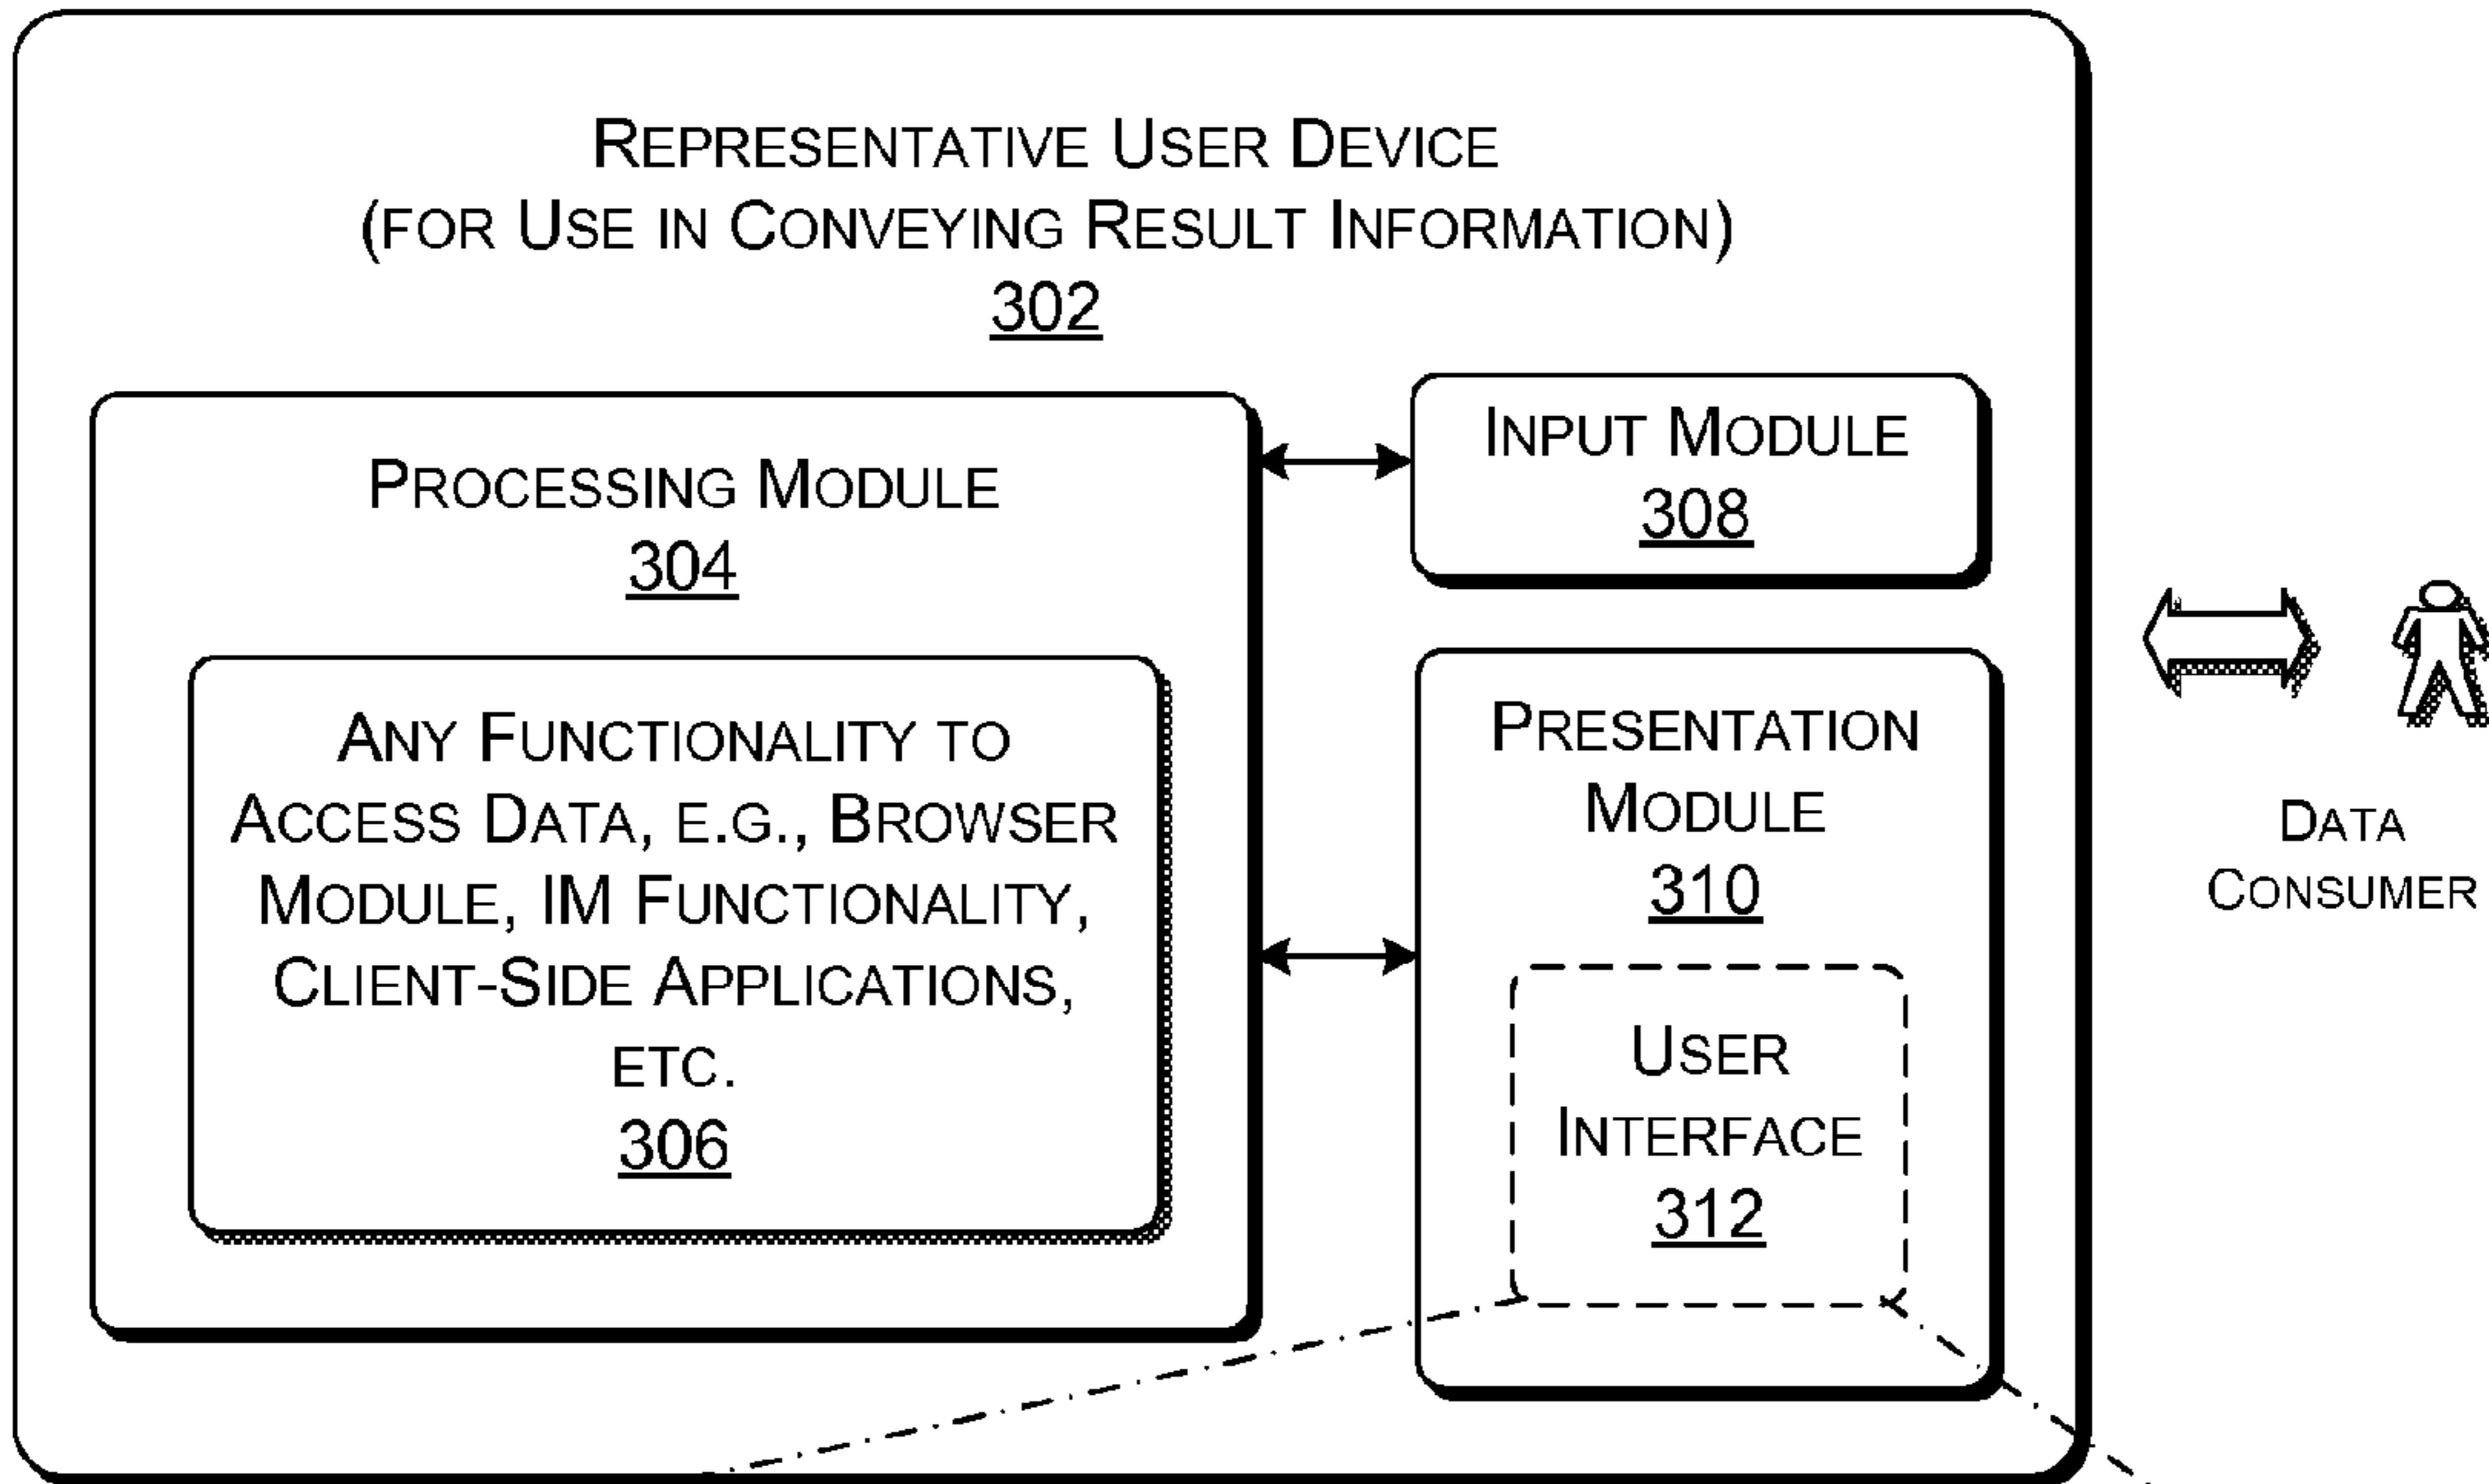 REPRESENTATIVE USER DEVICE
(FOR USE IN CONVEYING RESULT INFORMATION)
302
PROCESSING MODULE
304
ANY FUNCTIONALITY TO
ACCESS DATA, E.G., BROWSER
MODULE, IM FUNCTIONALITY,
CLIENT-SIDE APPLICATIONS,
ETC.
306
INPUT MODULE
308
PRESENTATION
MODULE
310
USER
INTERFACE
312
DATA
CONSUMER